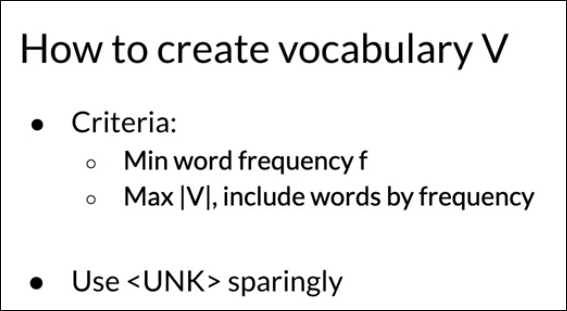 How to create vocabulary V
● Criteria:
○ Min word frequency f
○ Max |V|, include words by frequency
● Use <UNK> sparingly